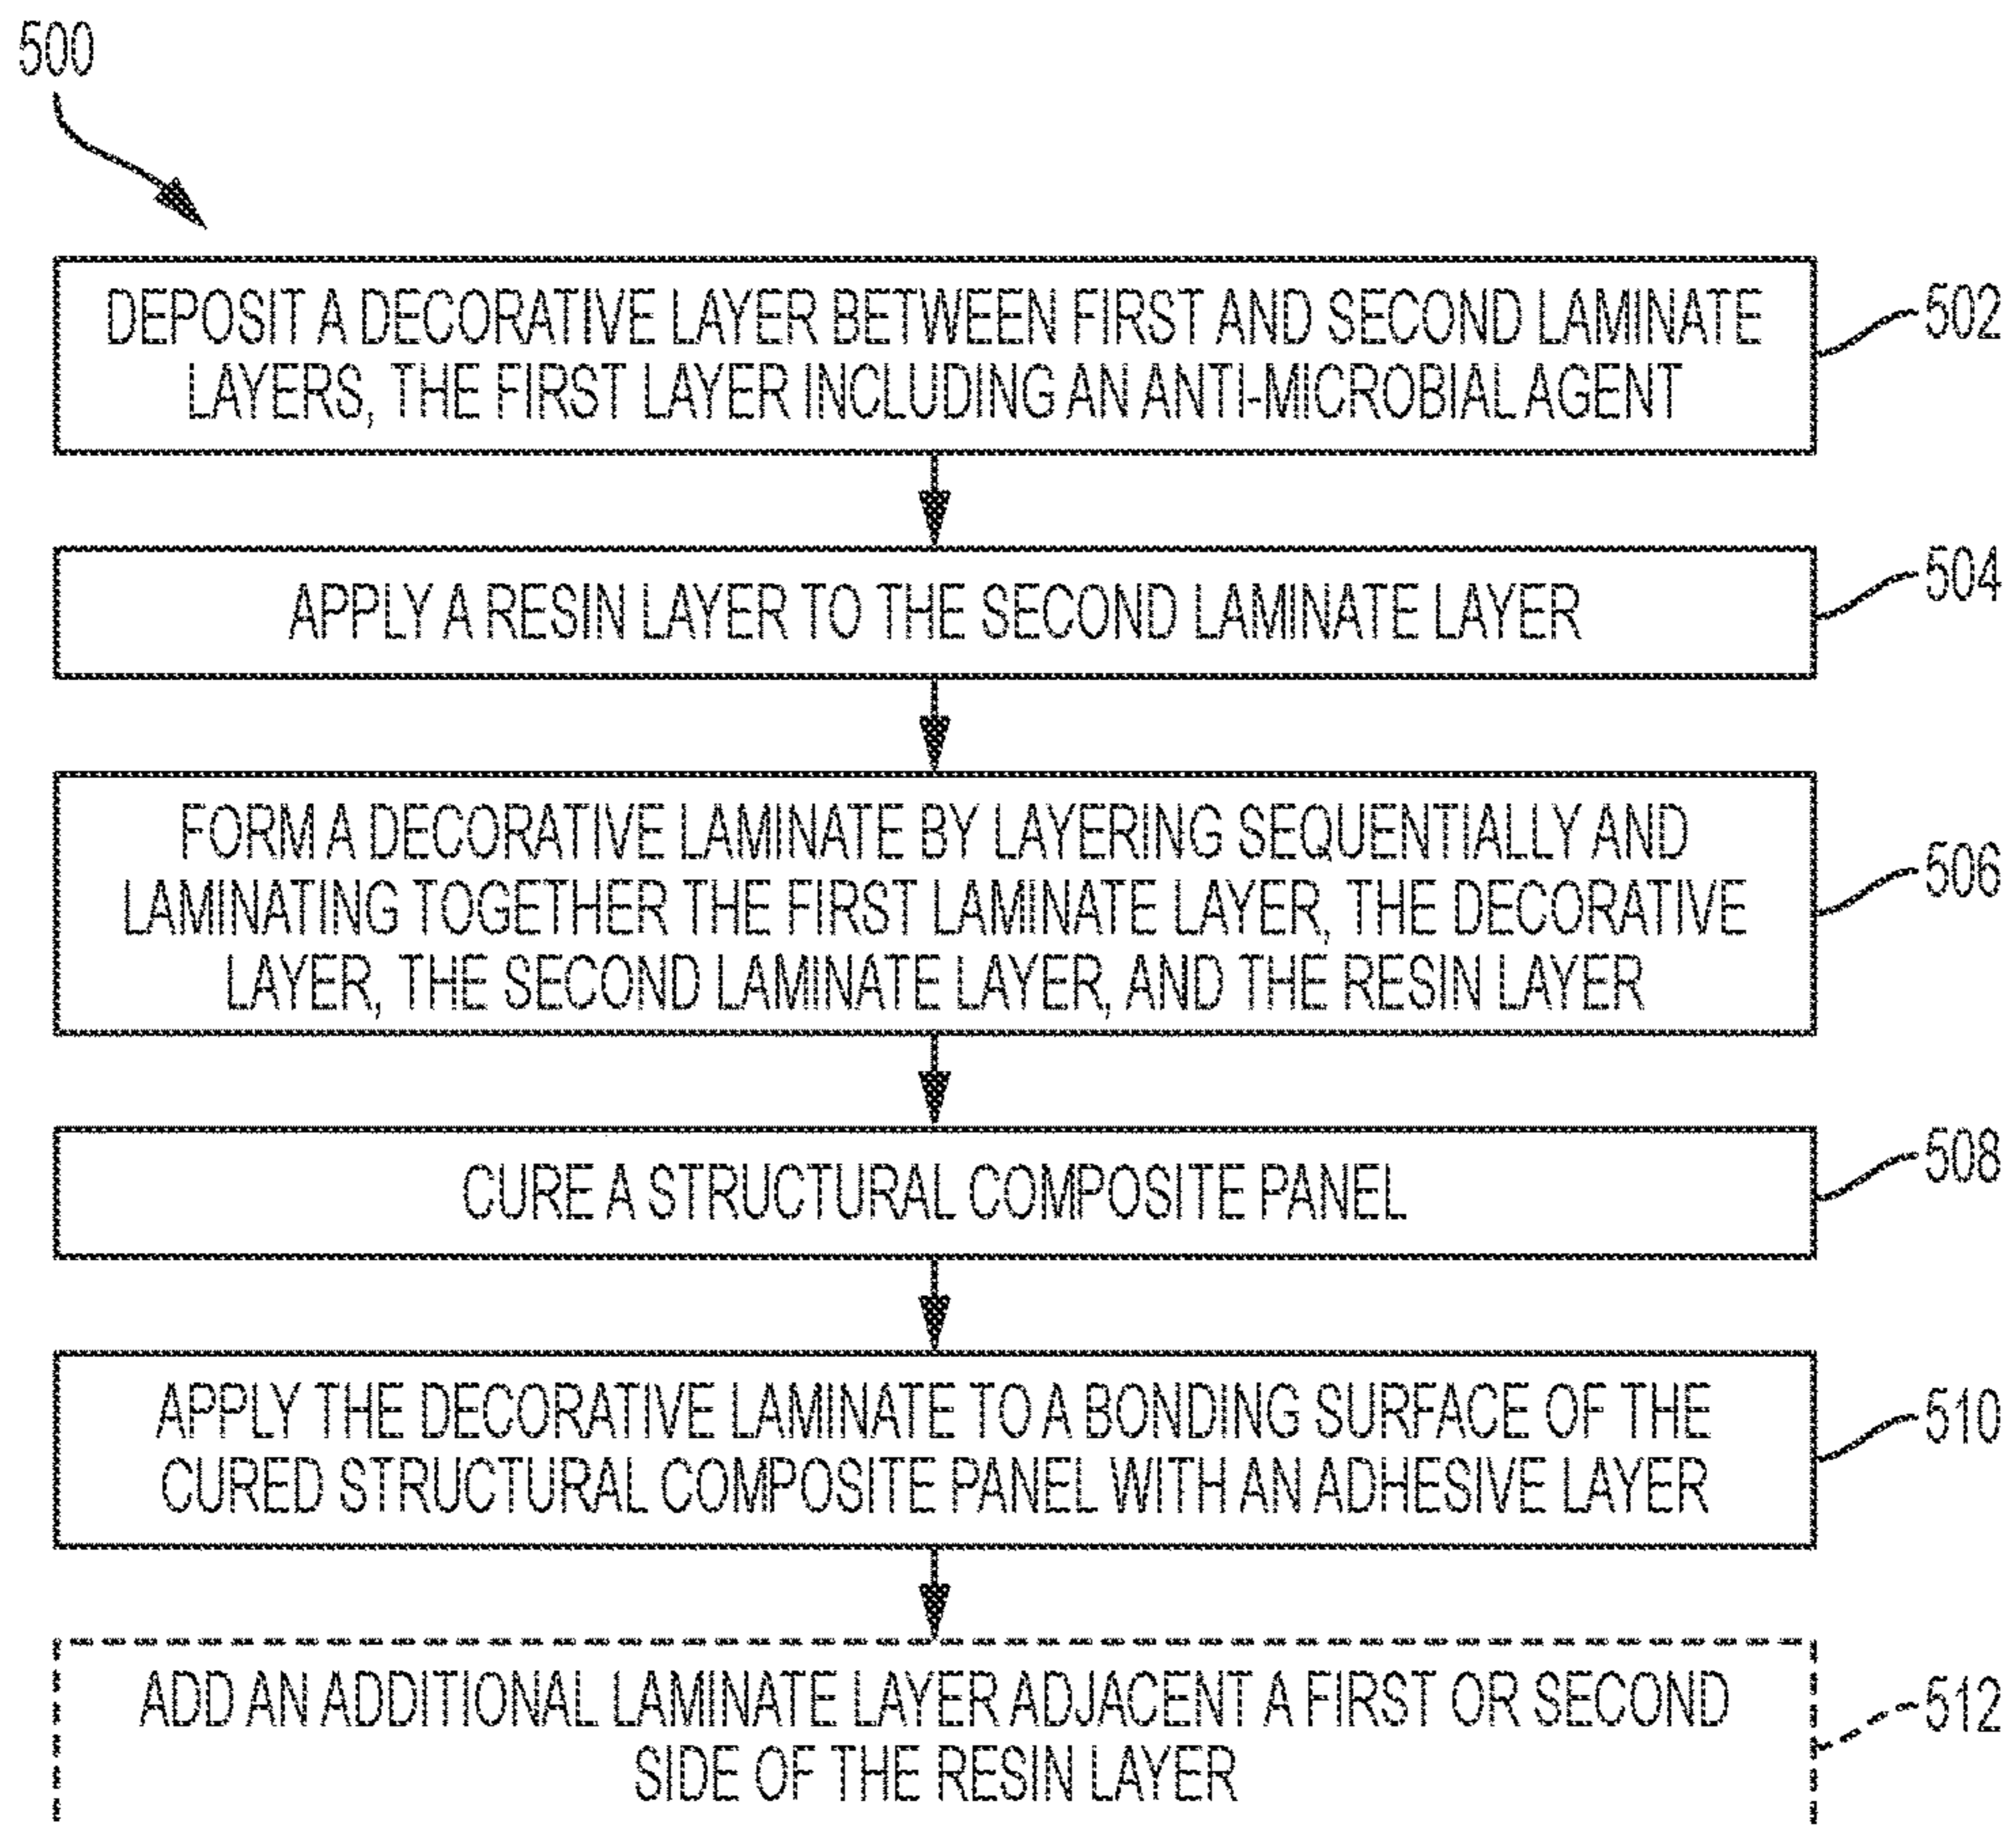 500
DEPOSIT A DECORATIVE LAYER BETWEEN FIRST AND SECOND LAMINATE
LAYERS, THE FIRST LAYER INCLUDING AN ANTI-MICROBIAL AGENT
502
APPLY A RESIN LAYER TO THE SECOND LAMINATE LAYER
504
FORM A DECORATIVE LAMINATE BY LAYERING SEQUENTIALLY AND
LAMINATING TOGETHER THE FIRST LAMINATE LAYER, THE DECORATIVE
LAYER, THE SECOND LAMINATE LAYER, AND THE RESIN LAYER
506
CURE A STRUCTURAL COMPOSITE PANEL
508
APPLY THE DECORATIVE LAMINATE TO A BONDING SURFACE OF THE
CURED STRUCTURAL COMPOSITE PANEL WITH AN ADHESIVE LAYER
510
ADD AN ADDITIONAL LAMINATE LAYER ADJACENT A FIRST OR SECOND
SIDE OF THE RESIN LAYER
512